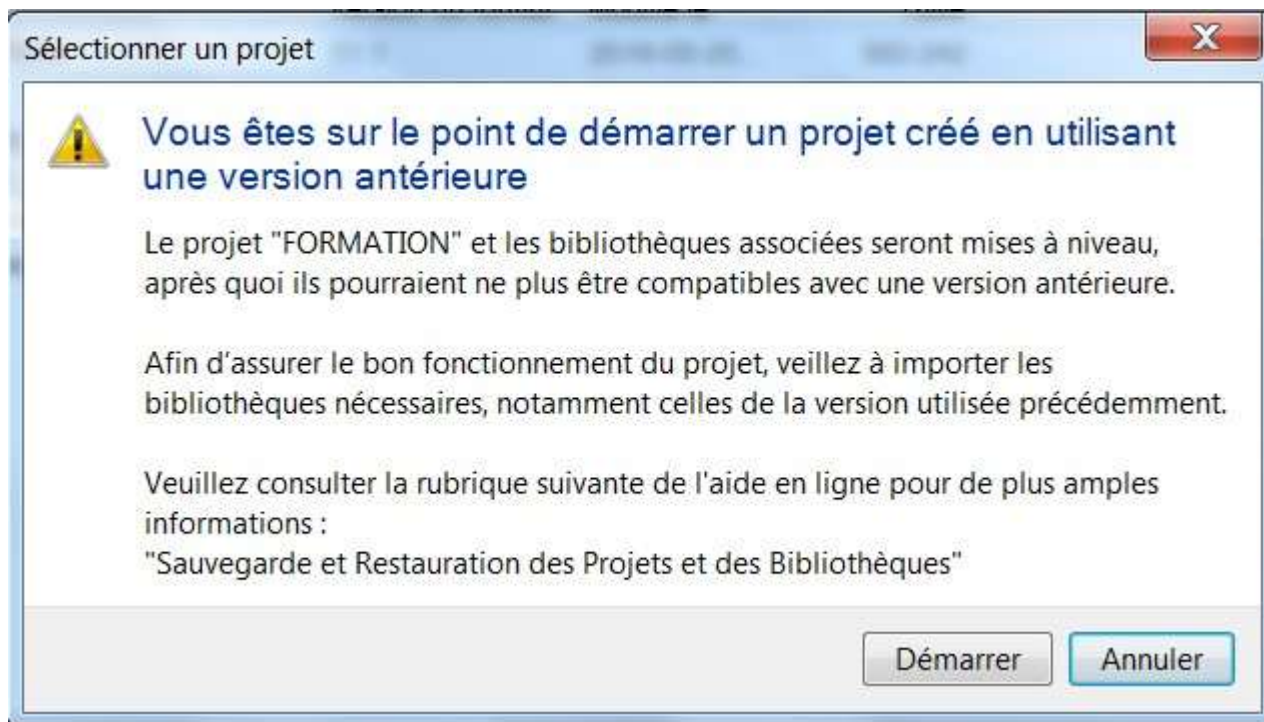 Sélectionner un projet
Vous êtes sur le point de démarrer un projet créé en utilisant
une version antérieure
Le projet "FORMATION" et les bibliothèques associées seront mises à niveau,
après quoi ils pourraient ne plus être compatibles avec une version antérieure.
Afin d'assurer le bon fonctionnement du projet, veillez à importer les
bibliothèques nécessaires, notamment celles de la version utilisée précédemment.
Veuillez consulter la rubrique suivante de l'aide en ligne pour de plus amples
informations :
"Sauvegarde et Restauration des Projets et des Bibliothèques"
Démarrer Annuler